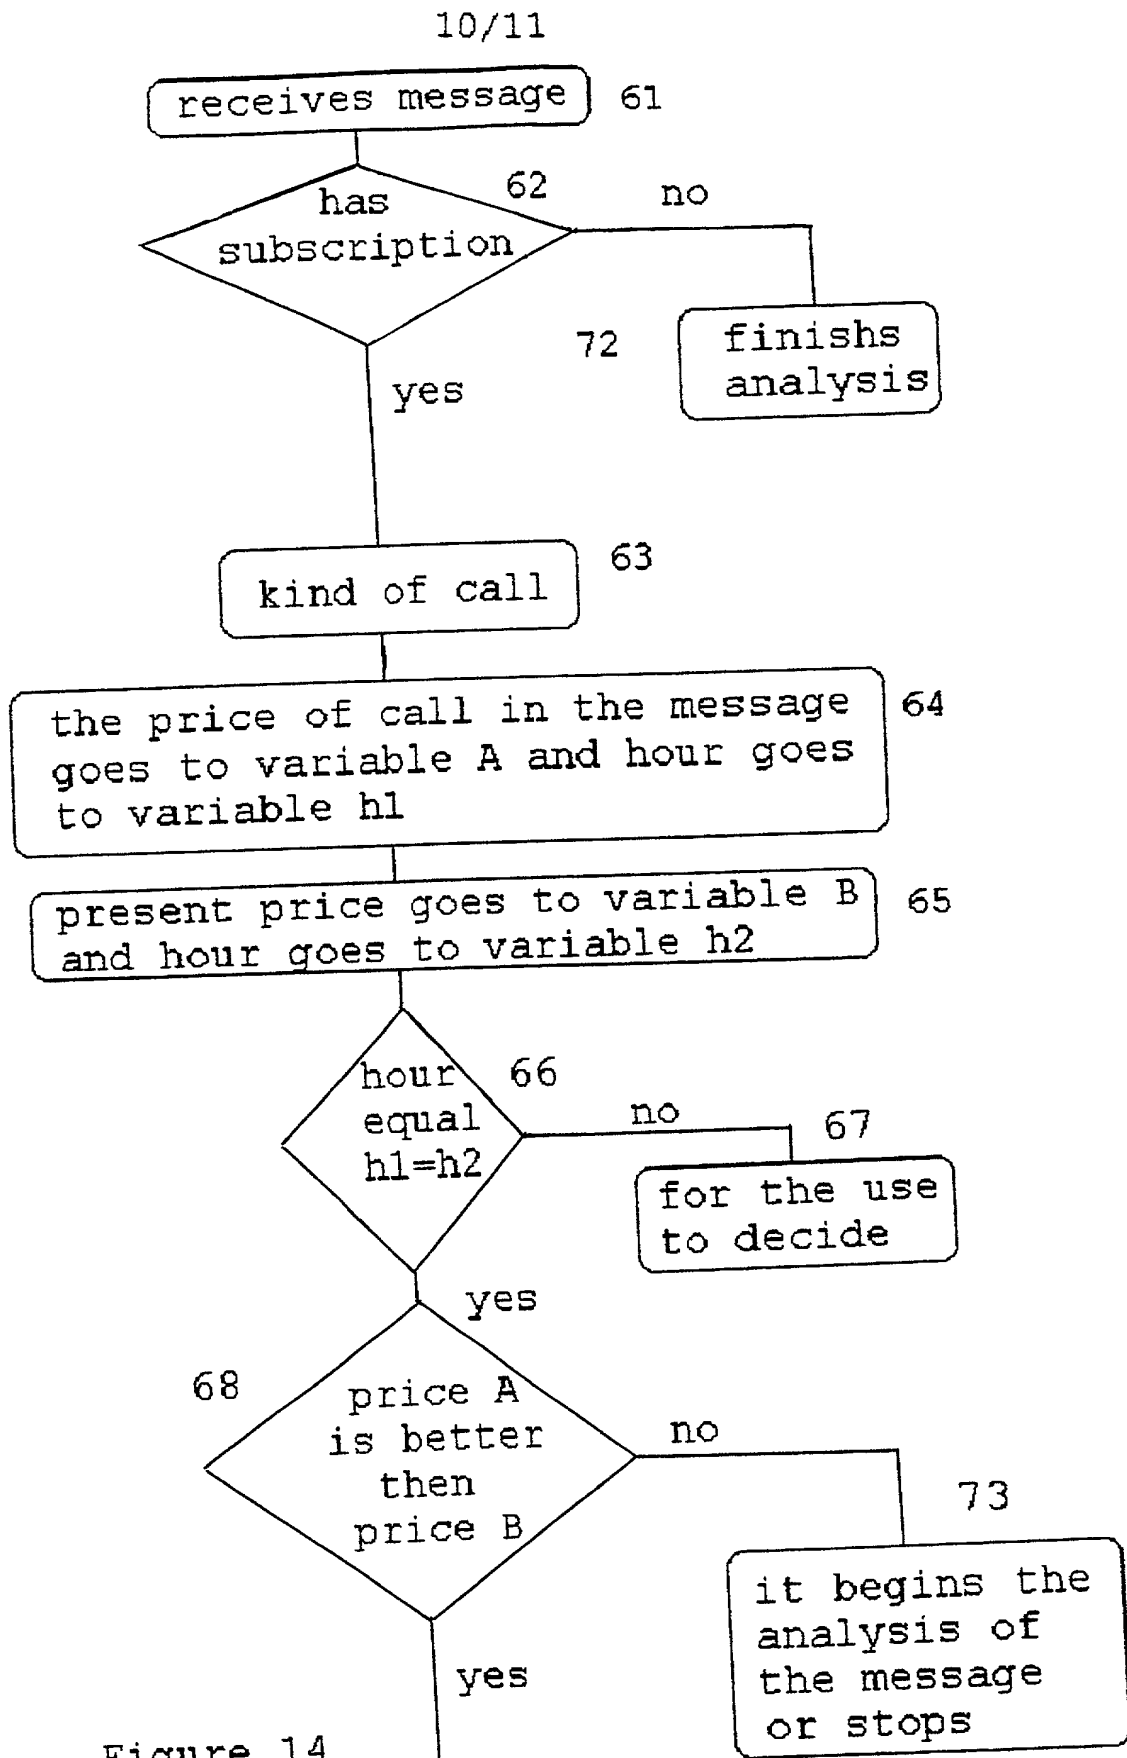 10/11
receives message
61
62
has
subscription
no
72
finishs
analysis
yes
63
kind of call
the price of call in the message
goes to variable A and hour goes
to variable h1
64
present price goes to variable B
and hour goes to variable h2
65
hour
equal
h1=h2
66
no
67
for the use
to decide
yes
68
price A
is better
then
price B
no
73
it begins the
analysis of
the message
or stops
yes
Figure 14